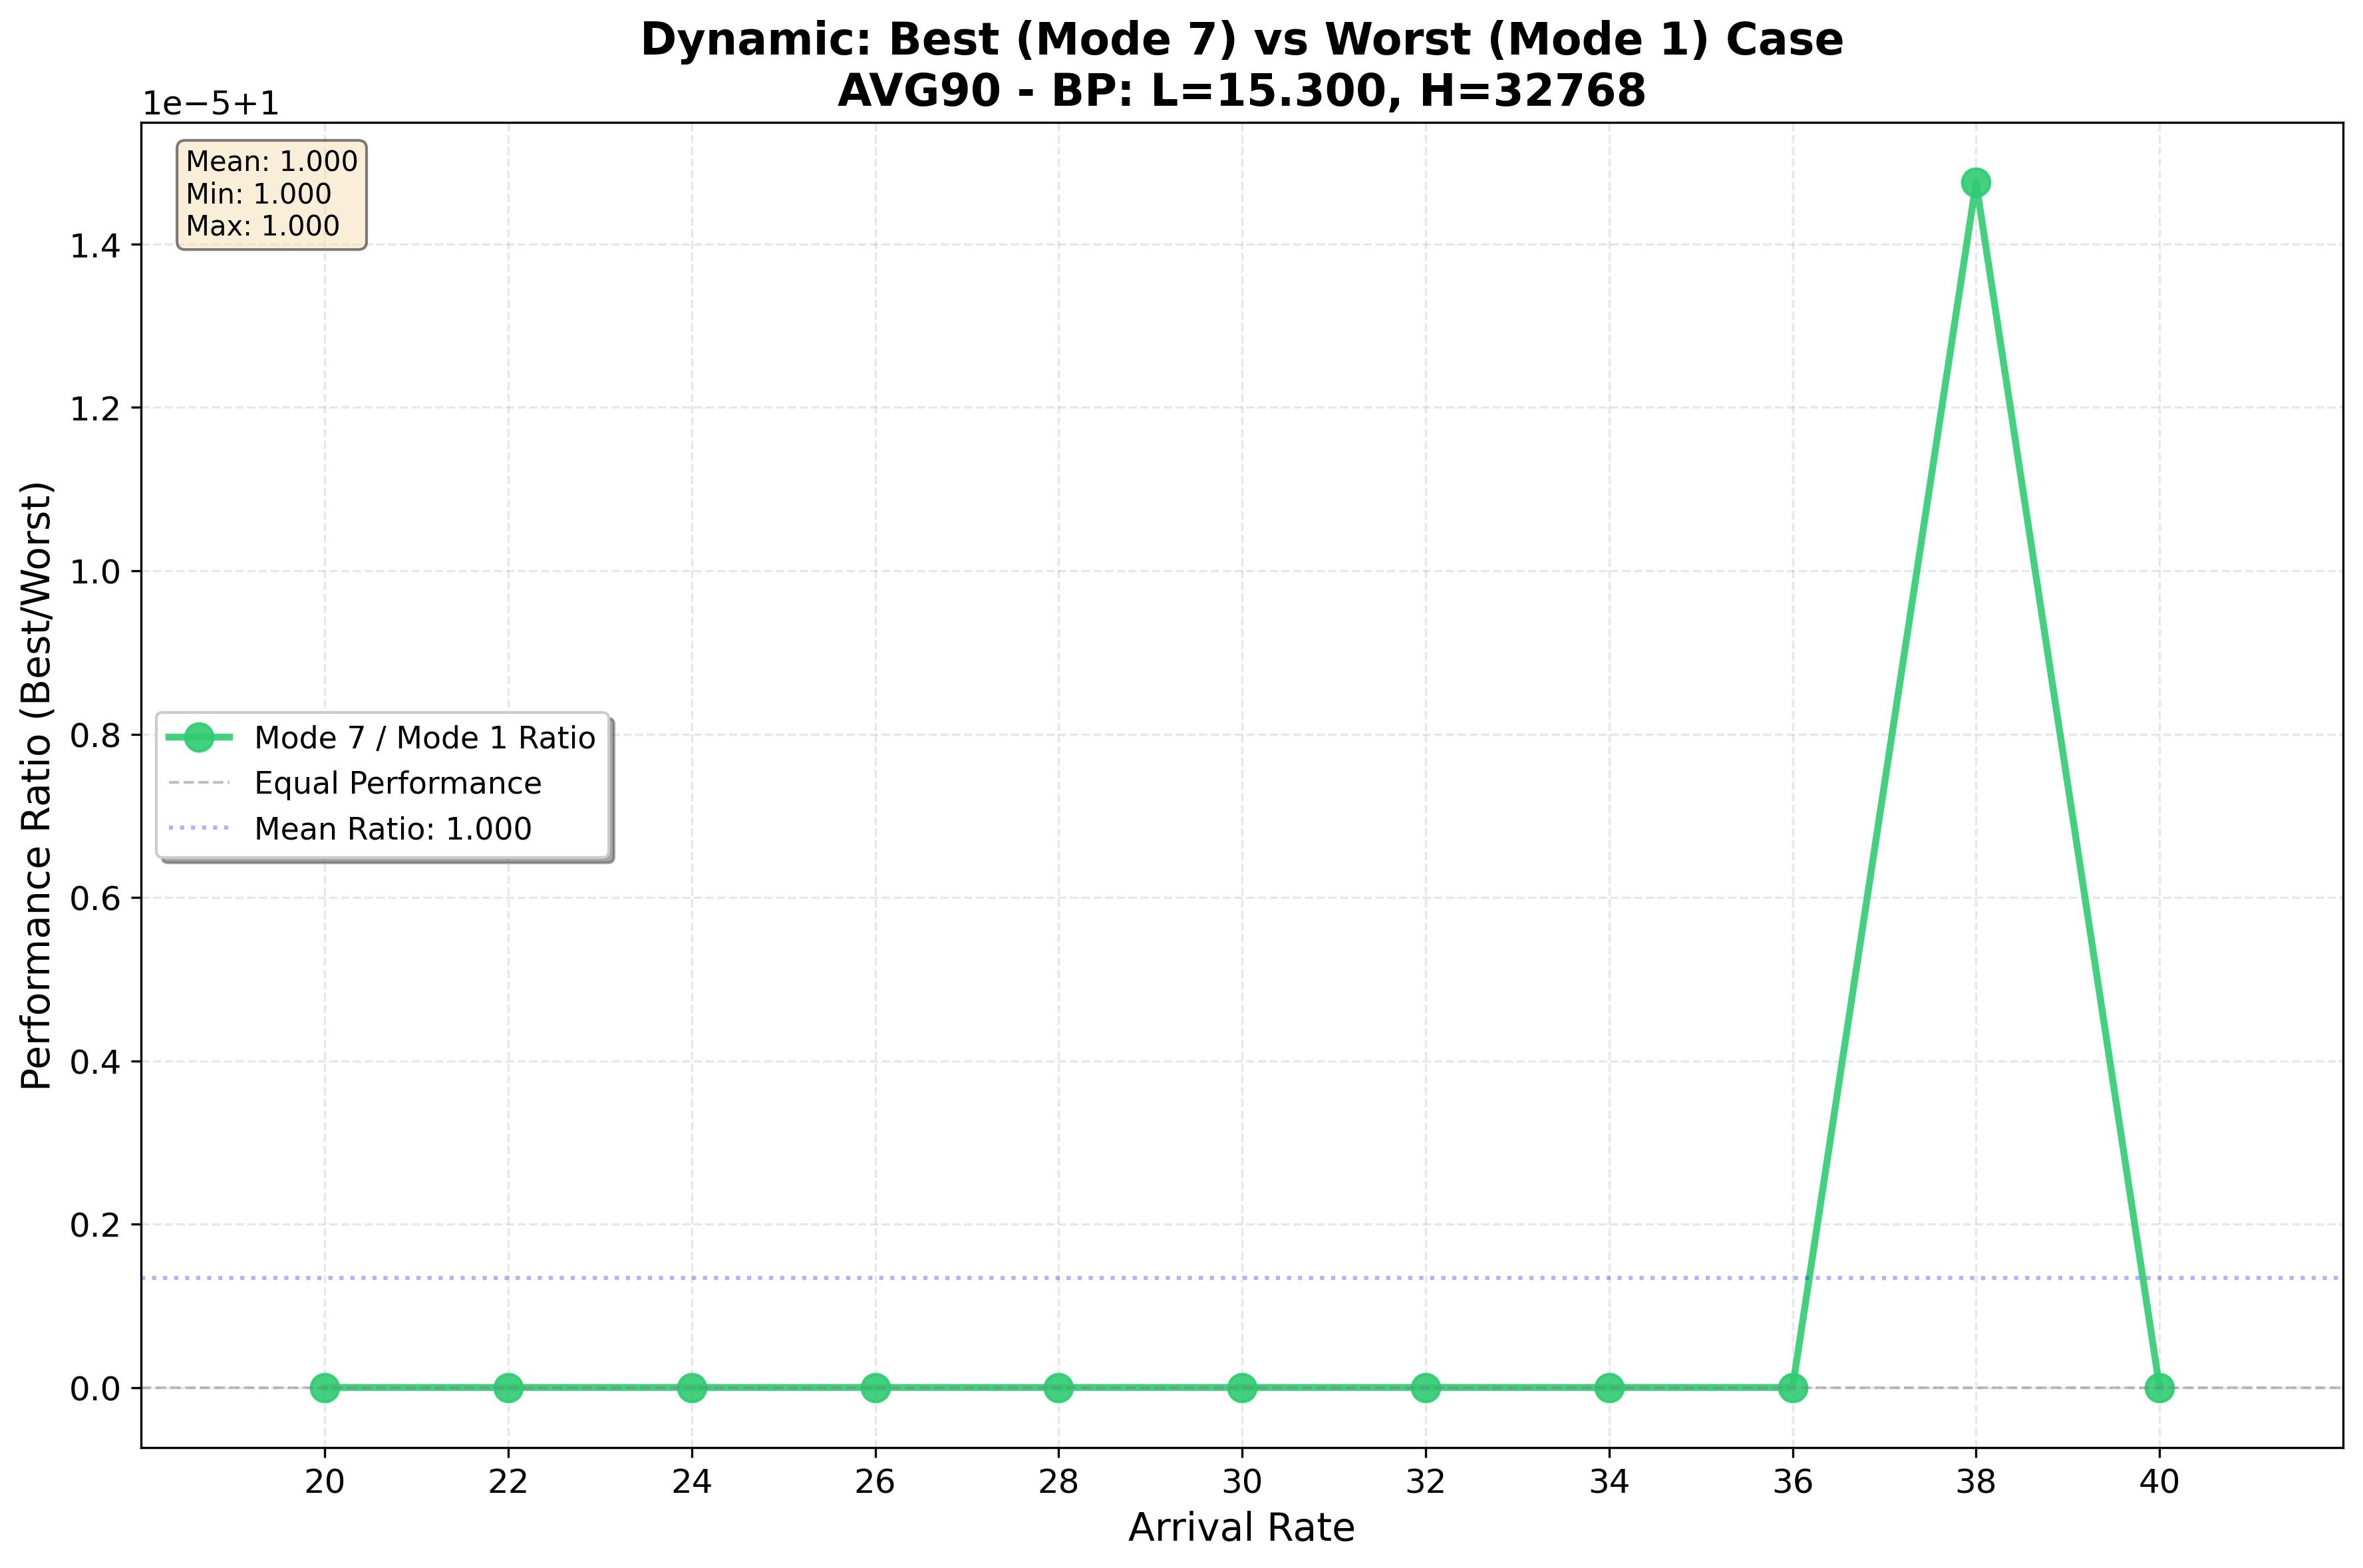 Dynamic: Best (Mode 7) vs Worst (Mode 1) Case
AVG90 - BP: L=15.300, H=32768
1e−5+1
Mean: 1.000
Min: 1.000
Max: 1.000
Performance Ratio (Best/Worst)
1.4
1.2
1.0
0.8
0.6
0.4
0.2
0.0
Mode 7 / Mode 1 Ratio
Equal Performance
Mean Ratio: 1.000
20 22 24 26 28 30 32 34 36 38 40
Arrival Rate